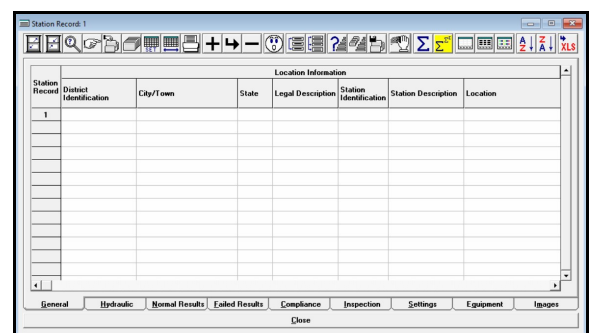 Station Record: 1
SET
Σ Σ
A Z
Z A
XLS
Location Information
Station Record
District Identification
City/Town
State
Legal Description
Station Identification
Station Description
Location
1
General Hydraulic Normal Results Failed Results Compliance Inspection Settings Equipment Images
Close